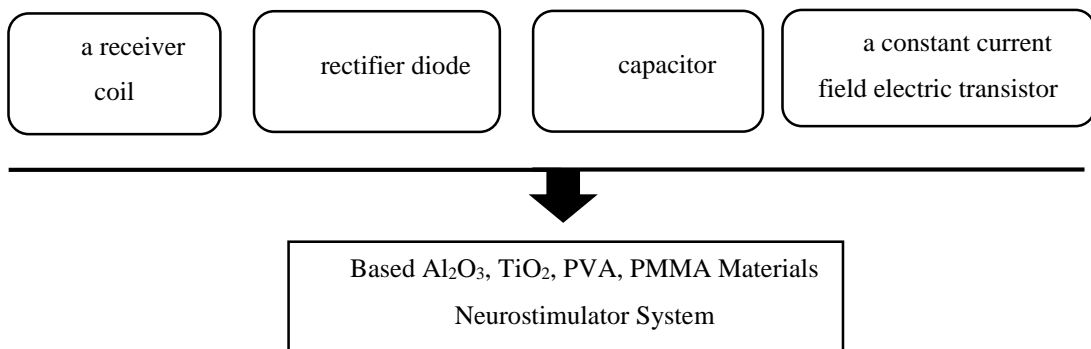 a receiver
coil
rectifier diode
capacitor
a constant current
field electric transistor
Based Al₂O₃, TiO₂, PVA, PMMA Materials
Neurostimulator System